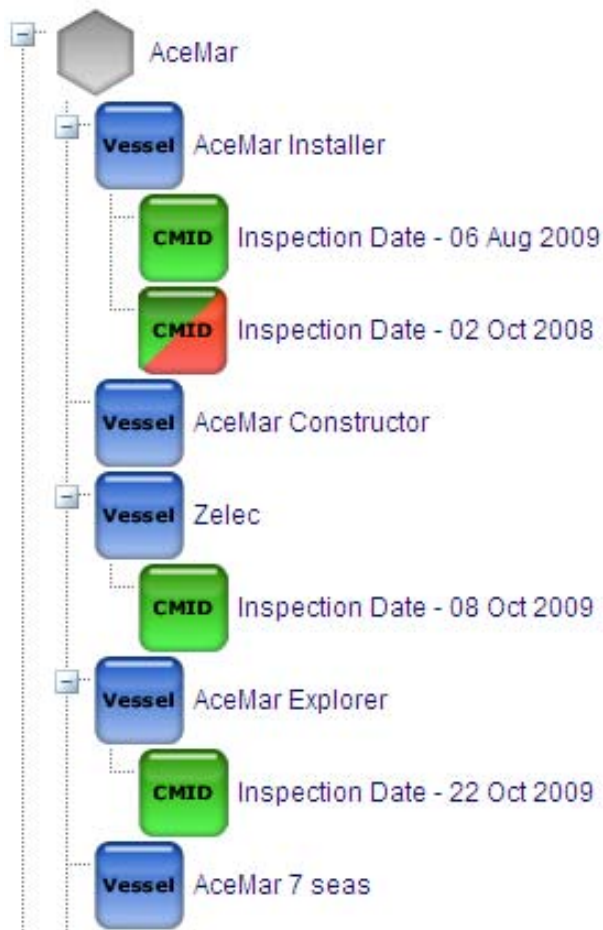 AceMar
Vessel AceMar Installer
CMID Inspection Date - 06 Aug 2009
CMID Inspection Date - 02 Oct 2008
Vessel AceMar Constructor
Vessel Zelec
CMID Inspection Date - 08 Oct 2009
Vessel AceMar Explorer
CMID Inspection Date - 22 Oct 2009
Vessel AceMar 7 seas